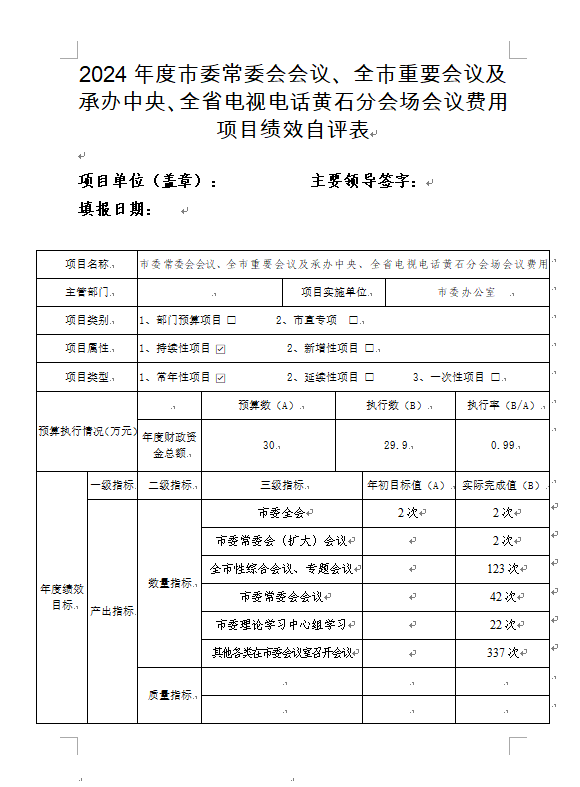 2024 年度市委常委会会议、全市重要会议及
承办中央、全省电视电话黄石分会场会议费用
项目绩效自评表
项目单位（盖章）： 主要领导签字：
填报日期：
项目名称 市委常委会会议、全市重要会议及承办中央、全省电视电话黄石分会场会议费用
主管部门 项目实施单位 市委办公室
项目类别 1、部门预算项目 □ 2、市直专项 □
项目属性 1、持续性项目 ☑ 2、新增性项目 □
项目类型 1、常年性项目 ☑ 2、延续性项目 □ 3、一次性项目 □
预算执行情况（万元） 预算数（A） 执行数（B） 执行率（B/A）
年度财政资
金总额 30 29.9 0.99
年度绩效
目标 一级指标 二级指标 三级指标 年初目标值（A） 实际完成值（B）
产出指标 数量指标 市委全会 2 次 2 次
市委常委会（扩大）会议 2 次
全市性综合会议、专题会议 123 次
市委常委会会议 42 次
市委理论学习中心组学习 22 次
其他各类在市委会议室召开会议 337 次
质量指标